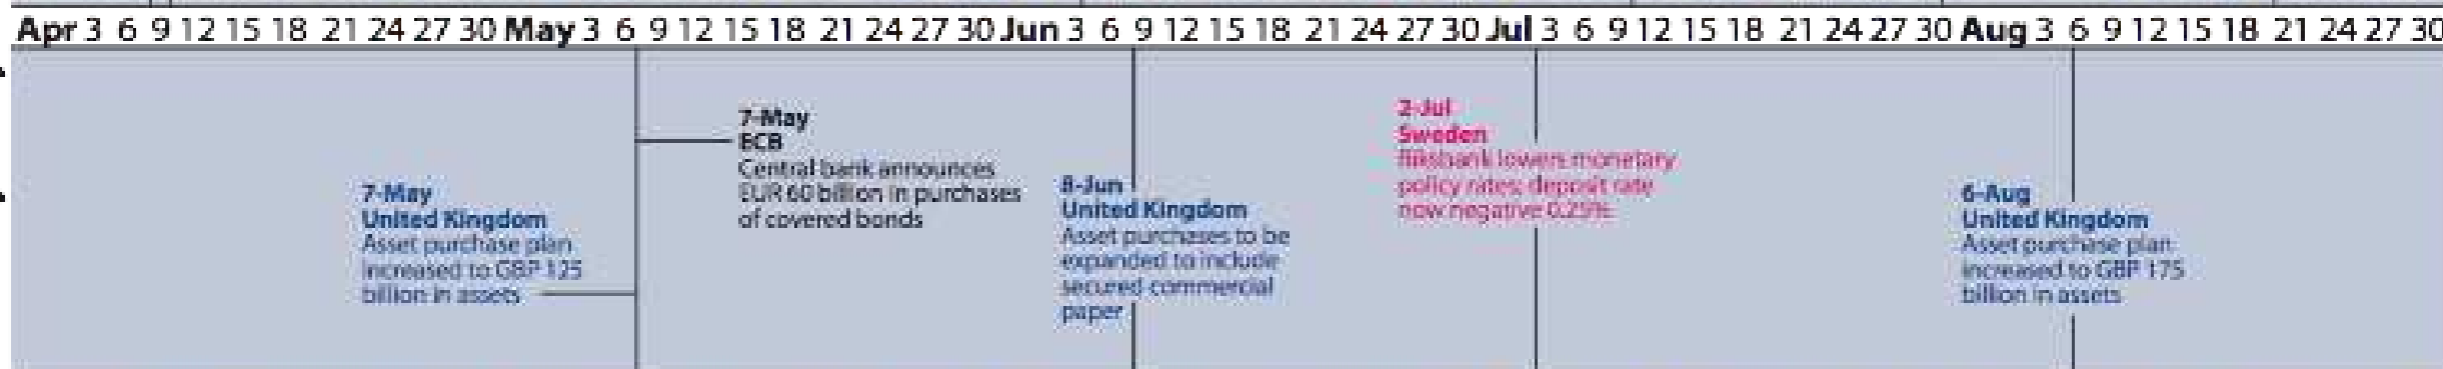 Apr 3 6 9 12 15 18 21 24 27 30 May 3 6 9 12 15 18 21 24 27 30 Jun 3 6 9 12 15 18 21 24 27 30 Jul 3 6 9 12 15 18 21 24 27 30 Aug 3 6 9 12 15 18 21 24 27 30
7-May
United Kingdom
Asset purchase plan
increased to GBP 125
billion in assets
7-May
ECB
Central bank announces
EUR 60 billion in purchases
of covered bonds
8-Jun
United Kingdom
Asset purchases to be
expanded to include
secured commercial
paper
2-Jul
Sweden
Riksbank lowers monetary
policy rates; deposit rate
now negative 0.25%
6-Aug
United Kingdom
Asset purchase plan
increased to GBP 175
billion in assets